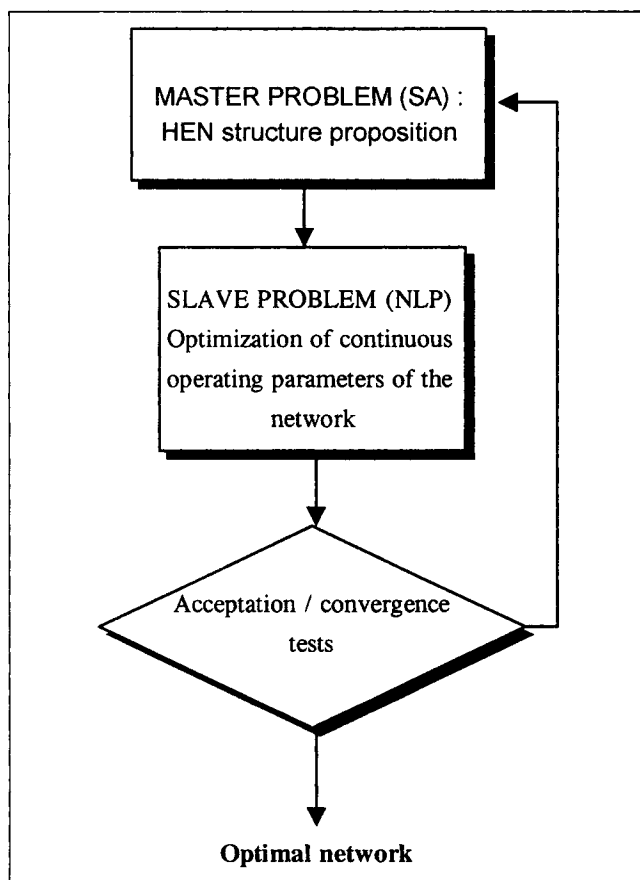 MASTER PROBLEM (SA) :
HEN structure proposition
SLAVE PROBLEM (NLP)
Optimization of continuous
operating parameters of the
network
Acceptation / convergence
tests
Optimal network